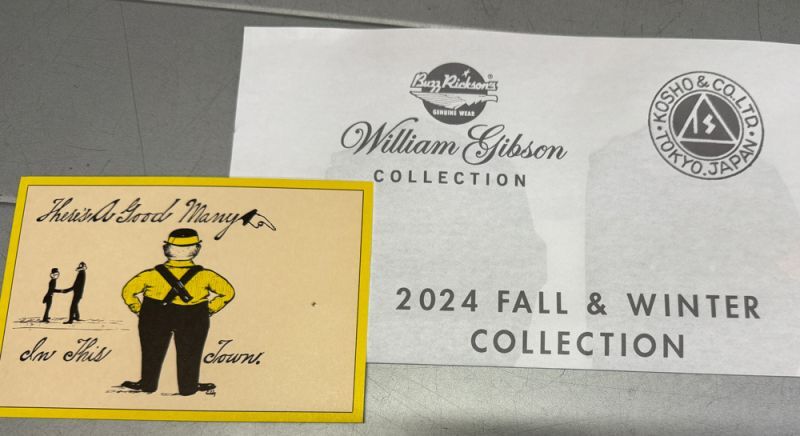 There's A Good Many
In This Town.
Buzz Rickson's
GENUINE WEAR
William Gibson
COLLECTION
KOSHO & CO.LTD.
TOKYO.JAPAN
TS
2024 FALL & WINTER
COLLECTION